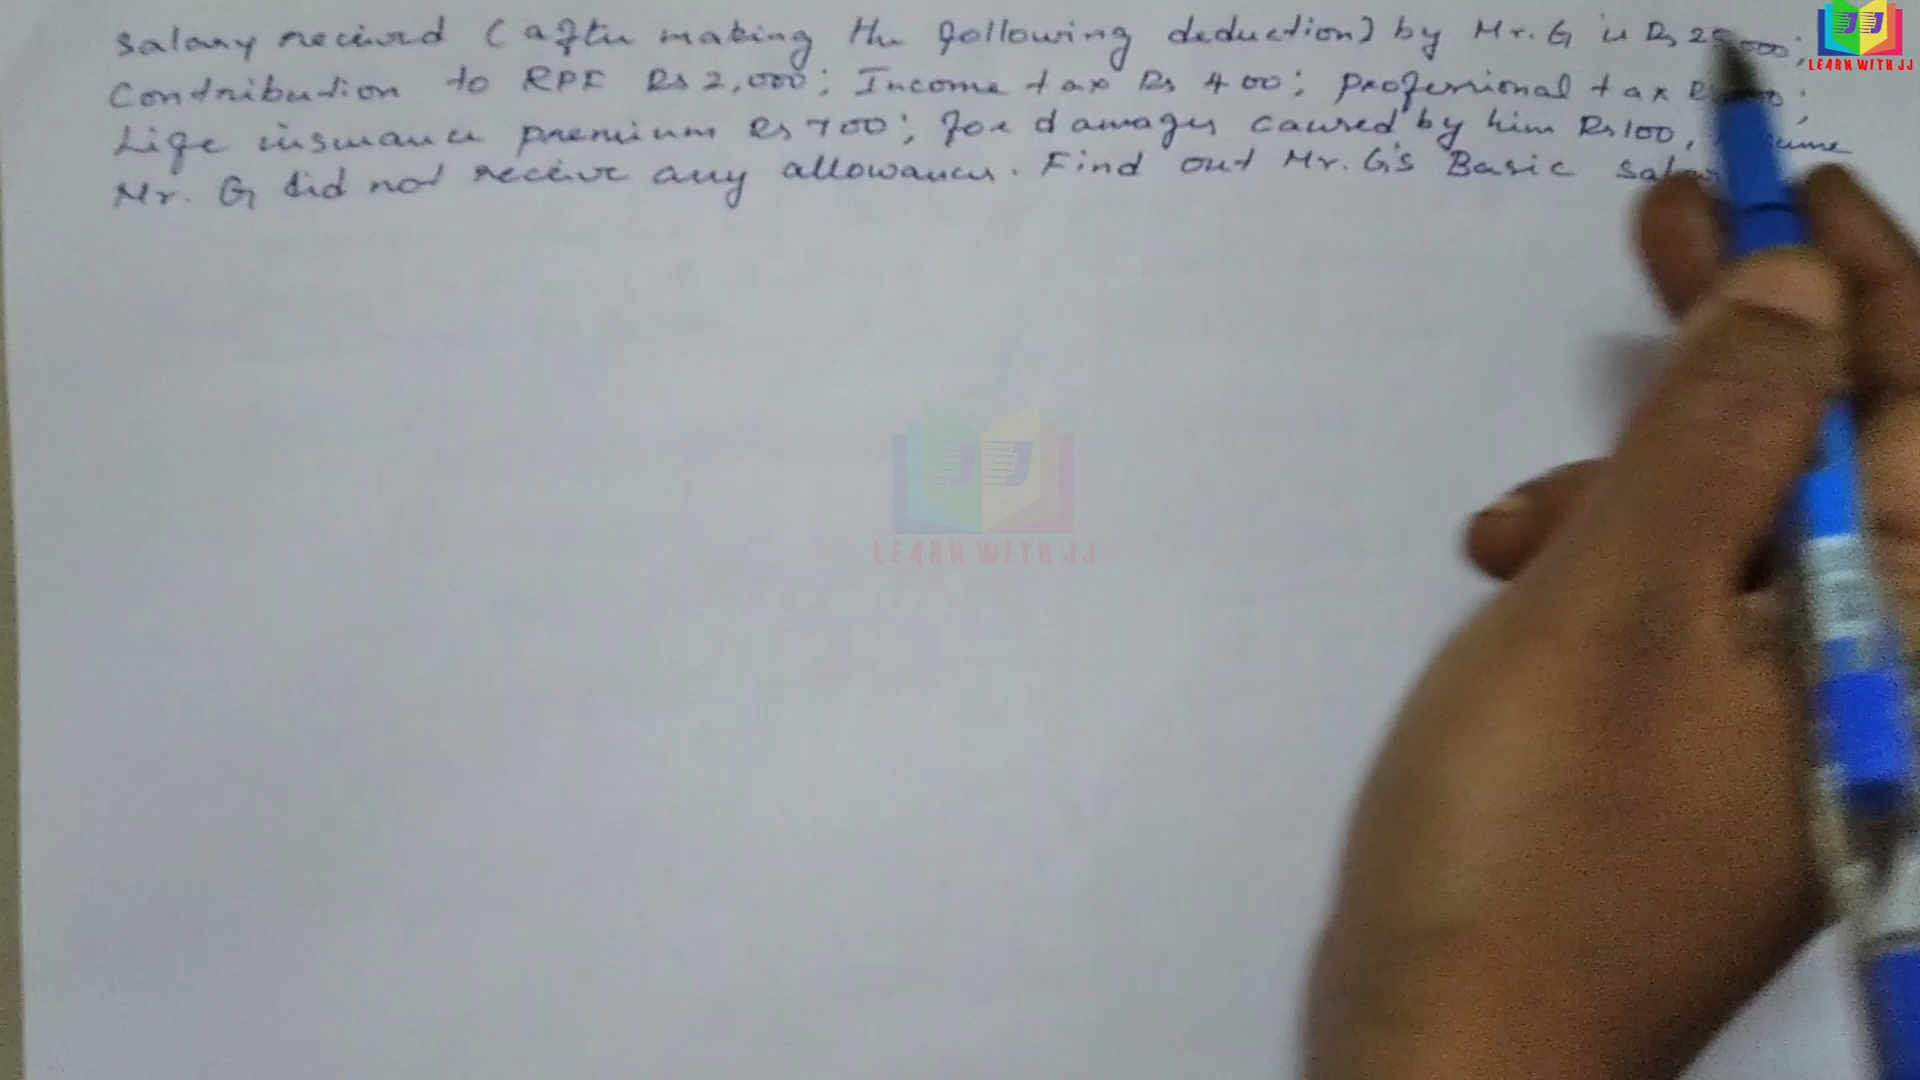 Salary received (after making the following deduction) by Mr. G is Rs
Contribution to RPF Rs 2,000; Income tax Rs 400; professional tax
Life insurance premium Rs 700; for damages caused by him Rs 100,
Mr. G did not receive any allowances. Find out Mr. G's Basic
LEARN WITH JJ
JJ
LEARN WITH JJ